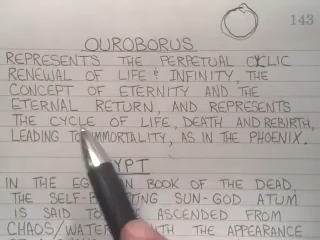 143
OUROBORUS
REPRESENTS THE PERPETUAL CYCLIC
RENEWAL OF LIFE & INFINITY, THE
CONCEPT OF ETERNITY AND THE
ETERNAL RETURN, AND REPRESENTS
THE CYCLE OF LIFE, DEATH AND REBIRTH,
LEADING TO IMMORTALITY, AS IN THE PHOENIX.
YPT
IN THE OF THE DEAD,
THE SUN-GOD ATUM
IS SAID ASCENDED FROM
CHAOS/WATER THE APPEARANCE